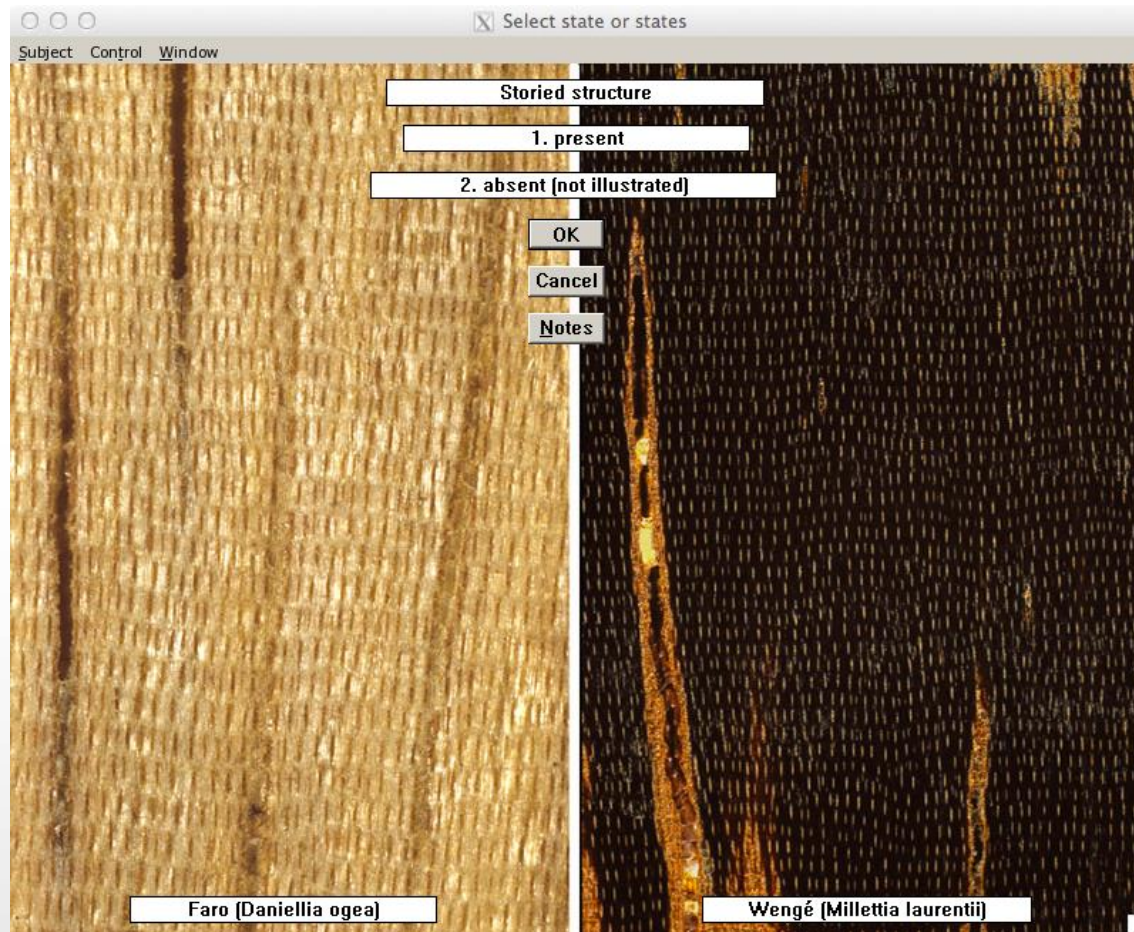 Select state or states
Subject Control Window
Storied structure
1. present
2. absent (not illustrated)
OK
Cancel
Notes
Faro (Daniellia ogea)
Wengé (Millettia laurentii)